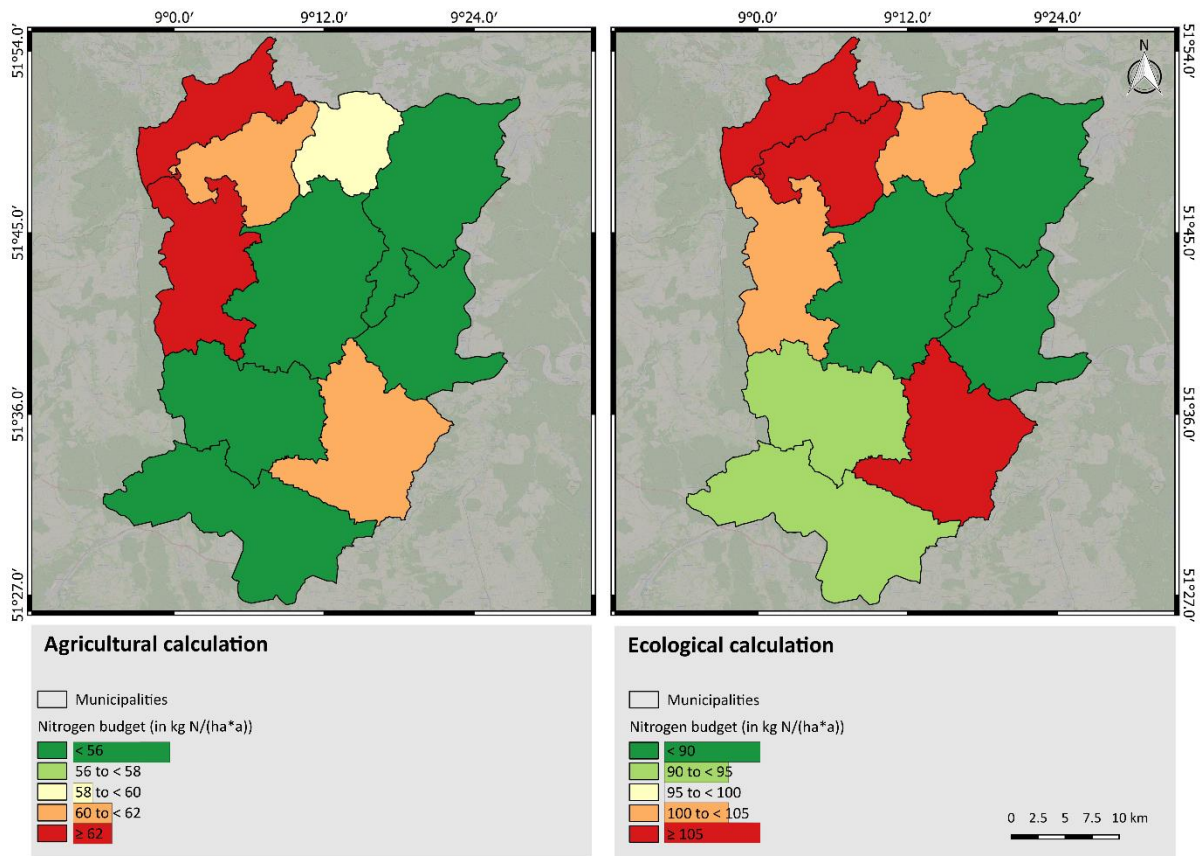 9°0.0′ 9°12.0′ 9°24.0′ 9°0.0′ 9°12.0′ 9°24.0′
51°54.0′ 51°54.0′
N
51°45.0′ 51°45.0′
51°36.0′ 51°36.0′
51°27.0′ 51°27.0′
Agricultural calculation
Municipalities
Nitrogen budget (in kg N/(ha*a))
< 56
56 to < 58
58 to < 60
60 to < 62
≥ 62
Ecological calculation
Municipalities
Nitrogen budget (in kg N/(ha*a))
< 90
90 to < 95
95 to < 100
100 to < 105
≥ 105
0 2.5 5 7.5 10 km